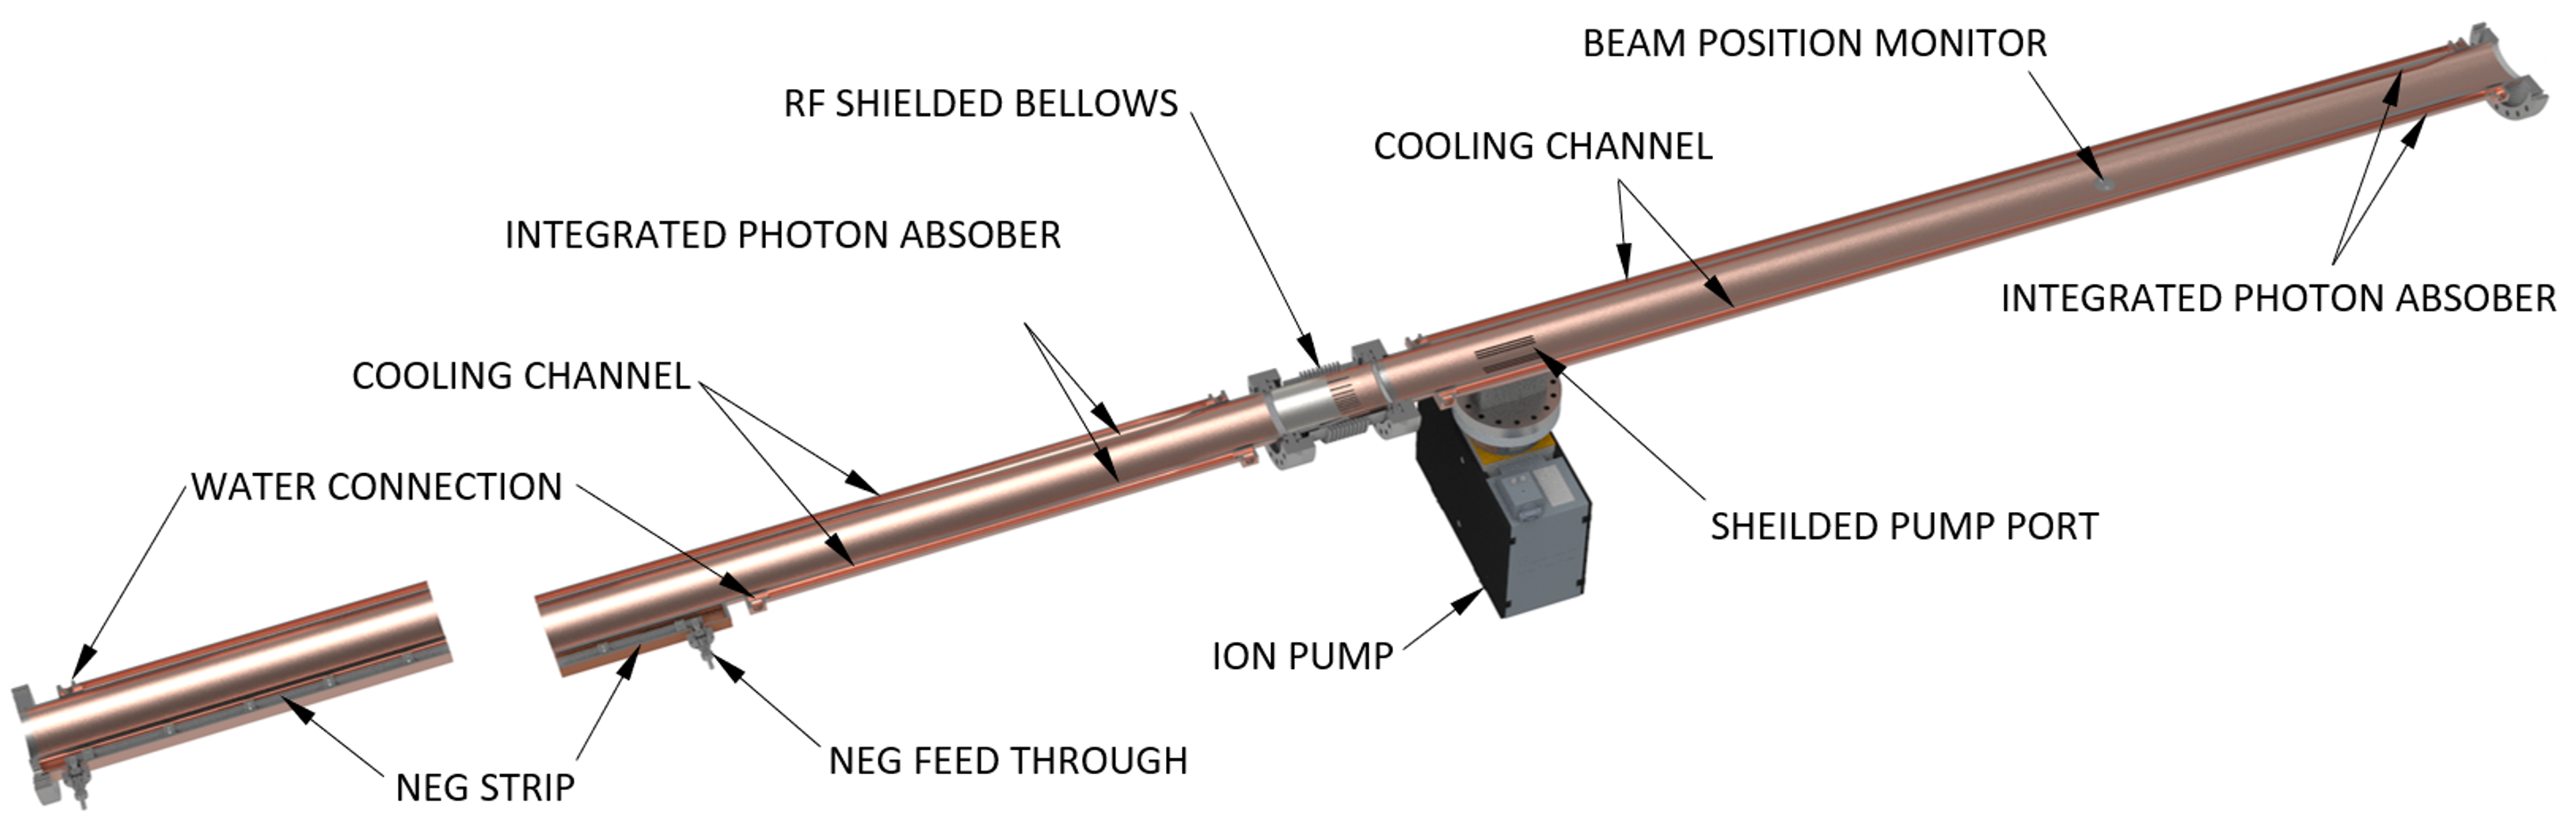 BEAM POSITION MONITOR
RF SHIELDED BELLOWS
COOLING CHANNEL
INTEGRATED PHOTON ABSOBER
INTEGRATED PHOTON ABSOBER
COOLING CHANNEL
WATER CONNECTION
SHEILDED PUMP PORT
ION PUMP
NEG FEED THROUGH
NEG STRIP